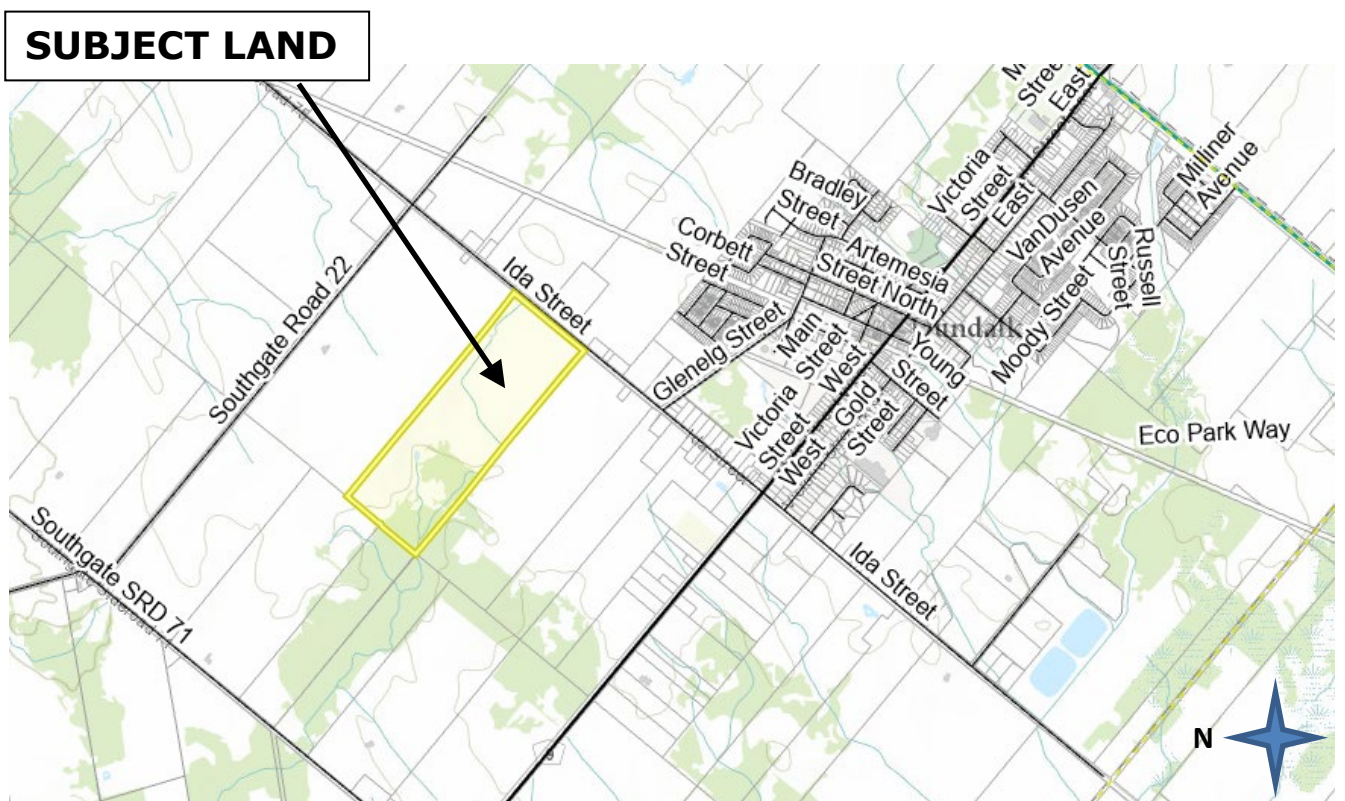 SUBJECT LAND
East
Victoria
Street
East
Milliner
Avenue
Bradley
Street
VanDusen
Avenue
Russell
Street
Corbett
Street
Artemesia
Street North
Ida Street
Southgate Road 22
Moody Street
Glenelg Street
Main
Street
West
Young
Street
Victoria
Street
West
Gold
Street
Eco Park Way
Southgate SRD 71
Ida Street
N